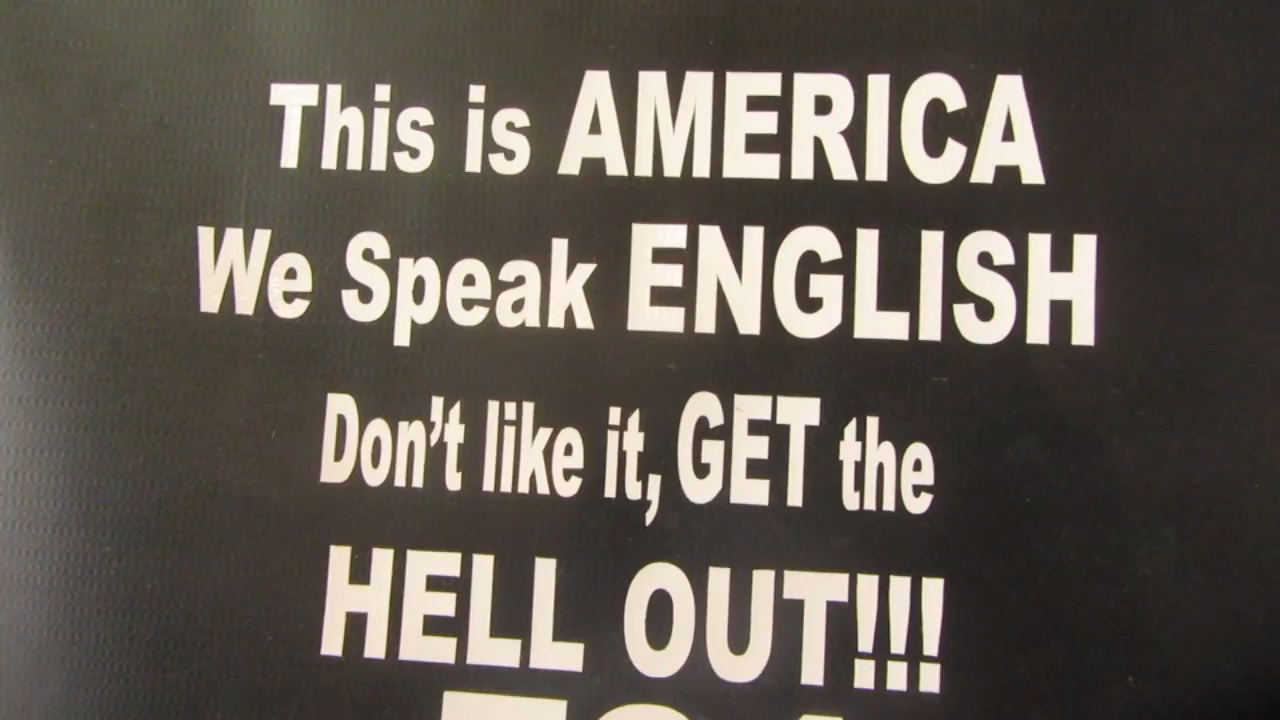 This is AMERICA
We Speak ENGLISH
Don't like it, GET the
HELL OUT!!!